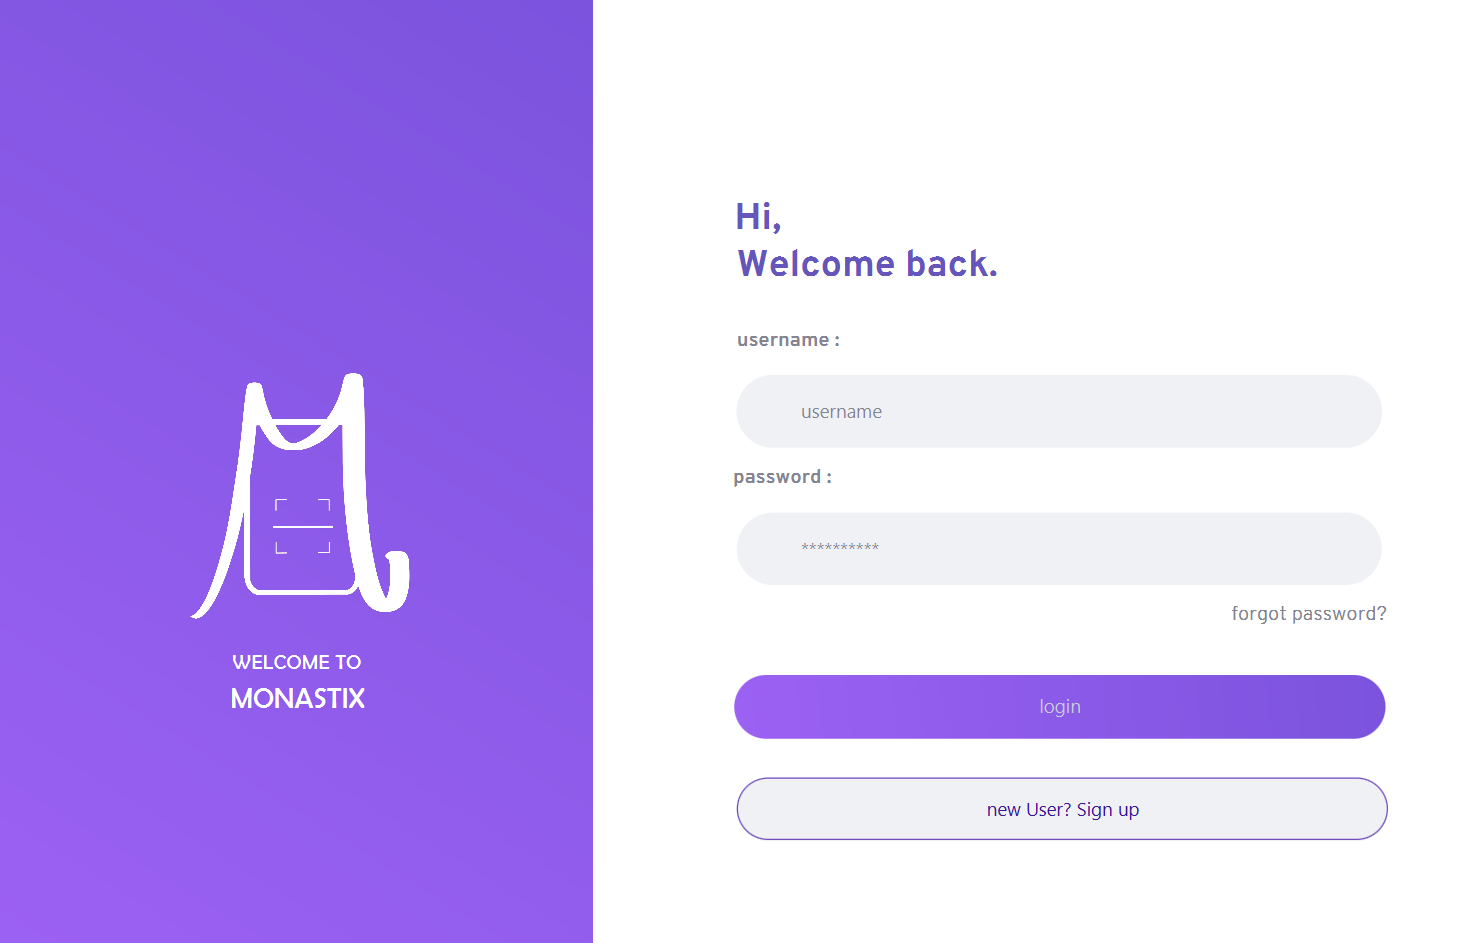 WELCOME TO
MONASTIX
Hi,
Welcome back.
username :
username
password :
**********
forgot password?
login
new User? Sign up